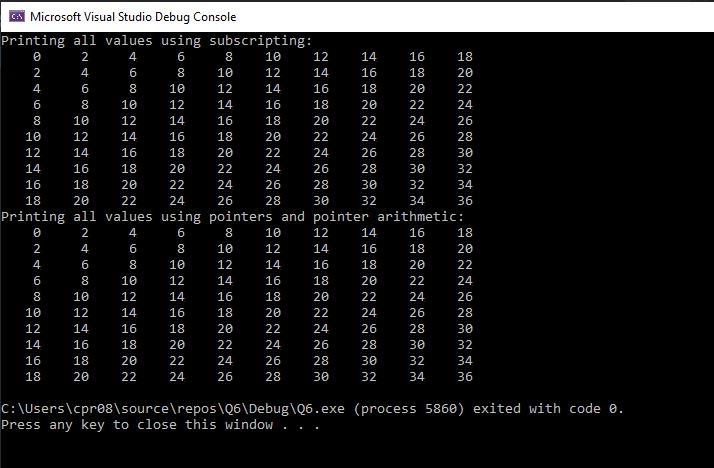 Microsoft Visual Studio Debug Console
Printing all values using subscripting:
0 2 4 6 8 10 12 14 16 18
2 4 6 8 10 12 14 16 18 20
4 6 8 10 12 14 16 18 20 22
6 8 10 12 14 16 18 20 22 24
8 10 12 14 16 18 20 22 24 26
10 12 14 16 18 20 22 24 26 28
12 14 16 18 20 22 24 26 28 30
14 16 18 20 22 24 26 28 30 32
16 18 20 22 24 26 28 30 32 34
18 20 22 24 26 28 30 32 34 36
Printing all values using pointers and pointer arithmetic:
0 2 4 6 8 10 12 14 16 18
2 4 6 8 10 12 14 16 18 20
4 6 8 10 12 14 16 18 20 22
6 8 10 12 14 16 18 20 22 24
8 10 12 14 16 18 20 22 24 26
10 12 14 16 18 20 22 24 26 28
12 14 16 18 20 22 24 26 28 30
14 16 18 20 22 24 26 28 30 32
16 18 20 22 24 26 28 30 32 34
18 20 22 24 26 28 30 32 34 36
C:\Users\cpr08\source\repos\Q6\Debug\Q6.exe (process 5860) exited with code 0.
Press any key to close this window . . .